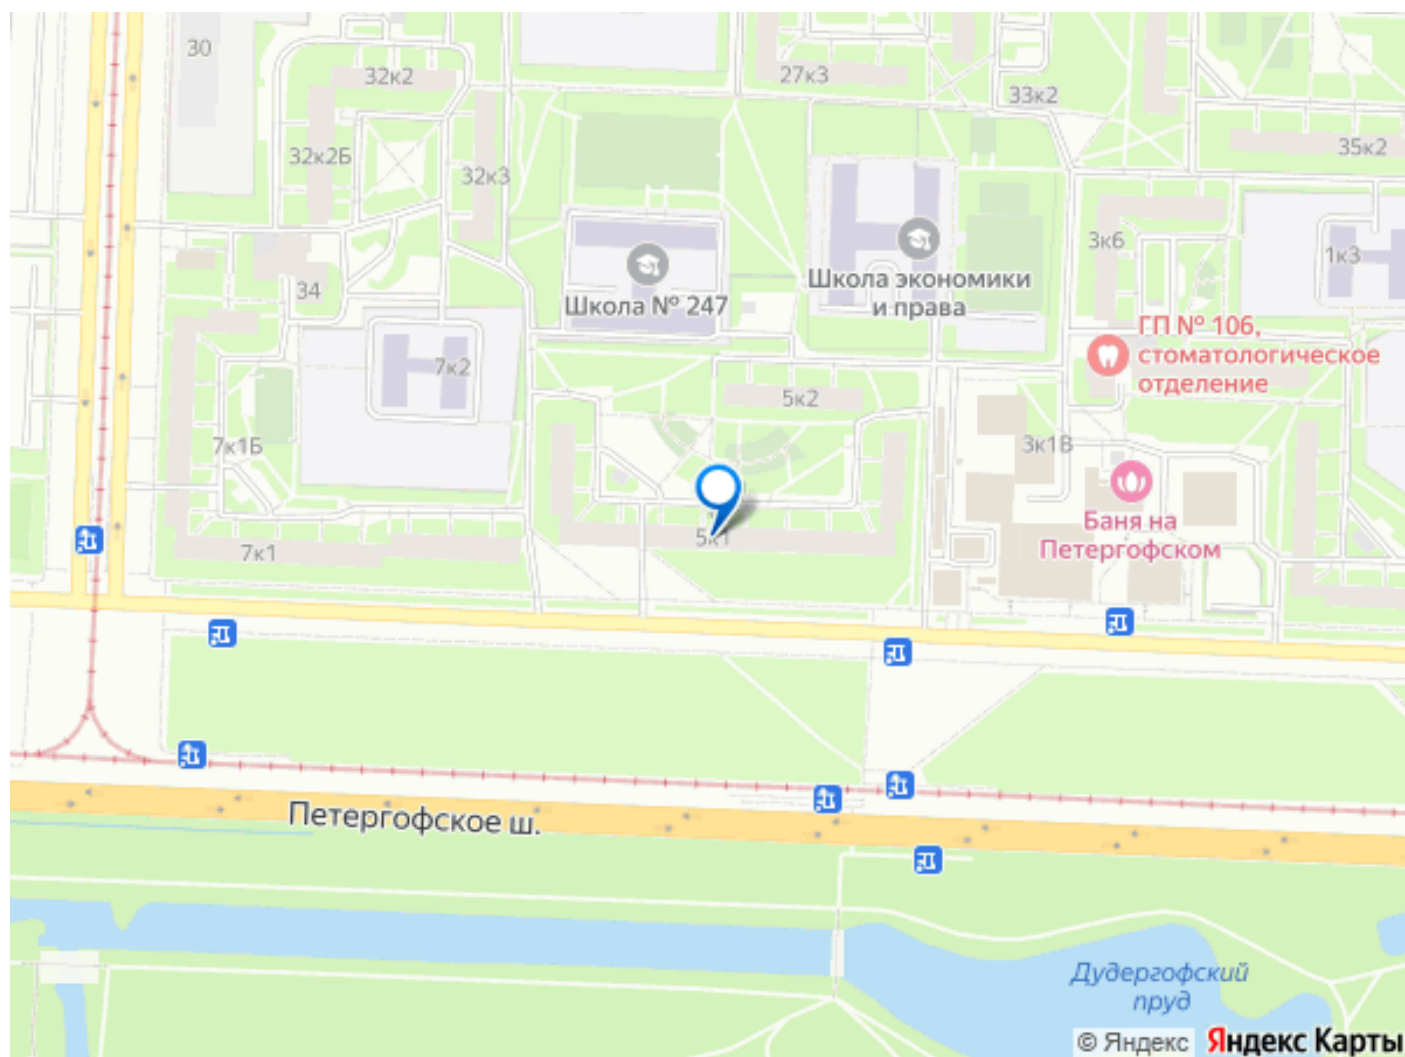 30
32к2
27к3
33к2
35к2
32к2Б
32к3
3к6
1к3
34
Школа № 247
Школа экономики
и права
ГП № 106,
стоматологическое
отделение
7к2
5к2
7к1Б
3к1В
Баня на
Петергофском
5к1
7к1
Петергофское ш.
Дудергофский
пруд
© Яндекс Яндекс Карты